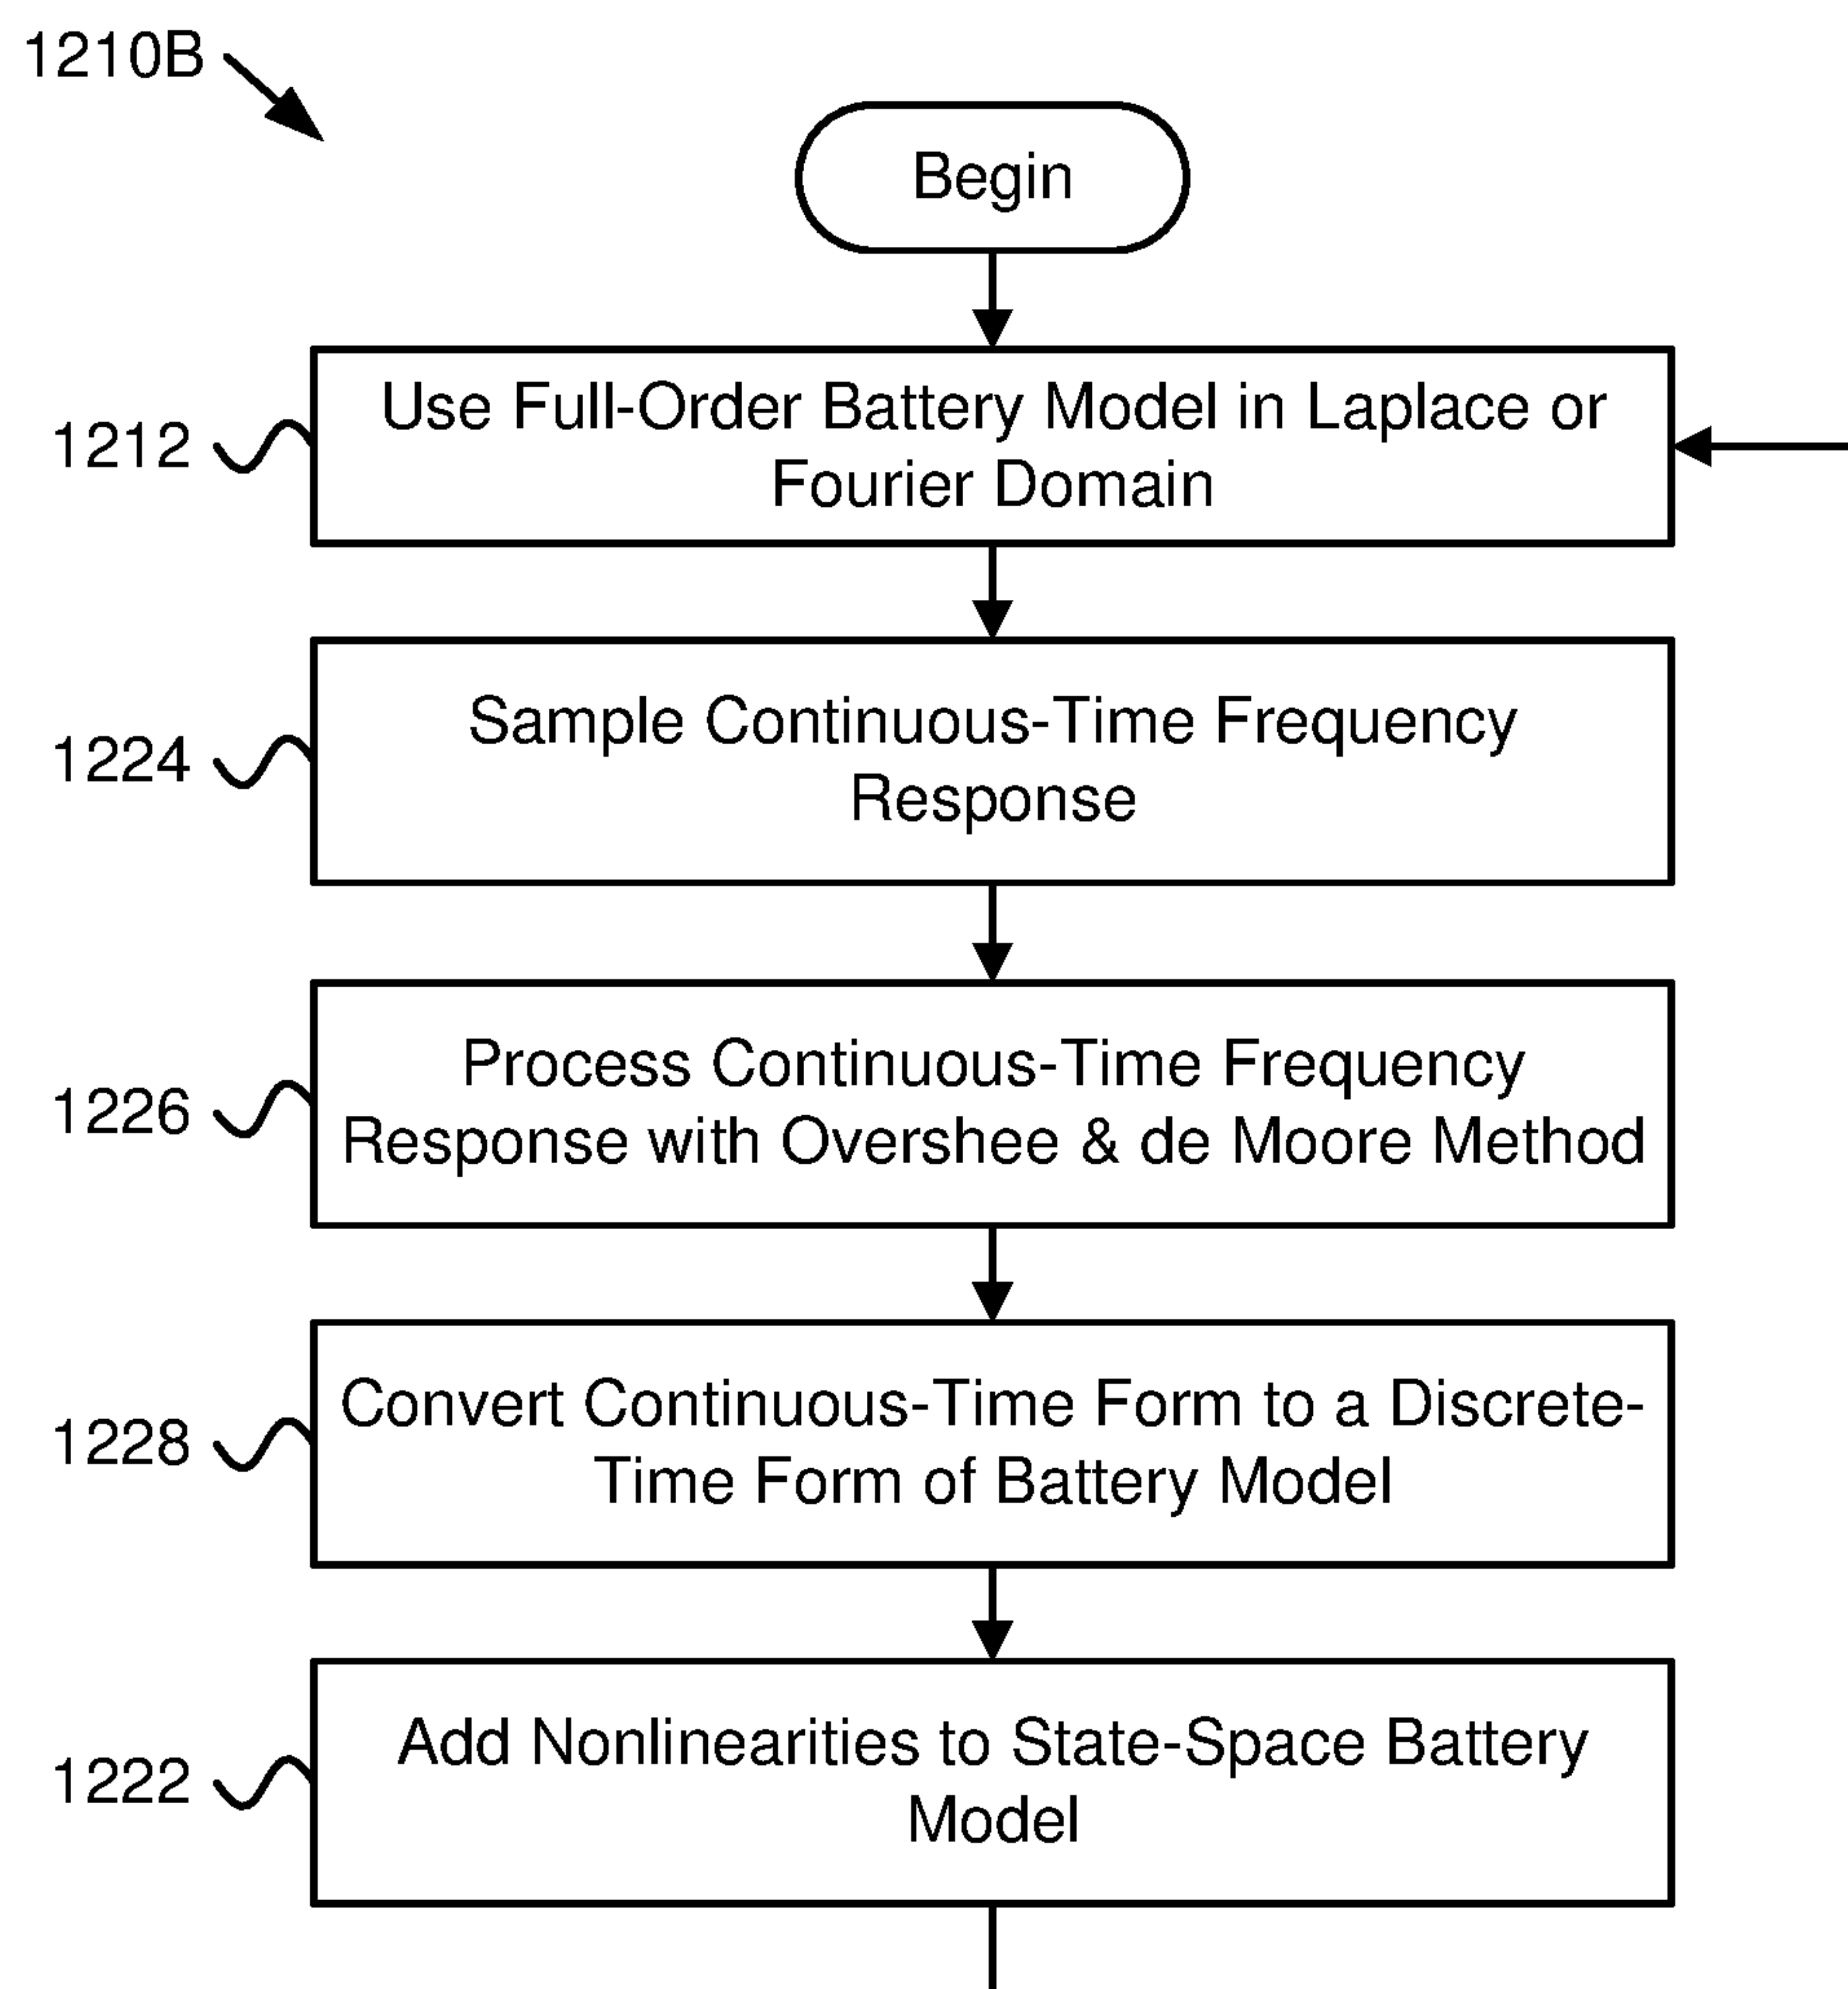 1210B
Begin
1212
Use Full-Order Battery Model in Laplace or
Fourier Domain
1224
Sample Continuous-Time Frequency
Response
1226
Process Continuous-Time Frequency
Response with Overshee & de Moore Method
1228
Convert Continuous-Time Form to a Discrete-
Time Form of Battery Model
1222
Add Nonlinearities to State-Space Battery
Model